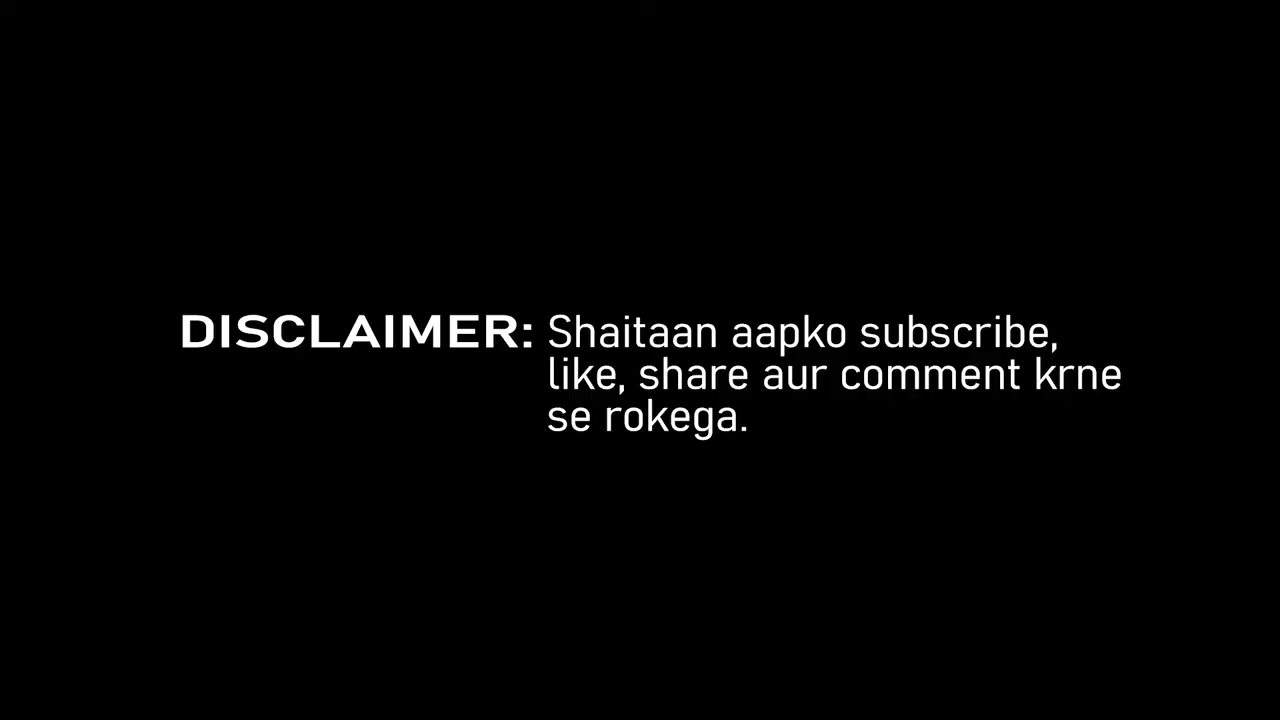 DISCLAIMER: Shaitaan aapko subscribe,
like, share aur comment krne
se rokega.